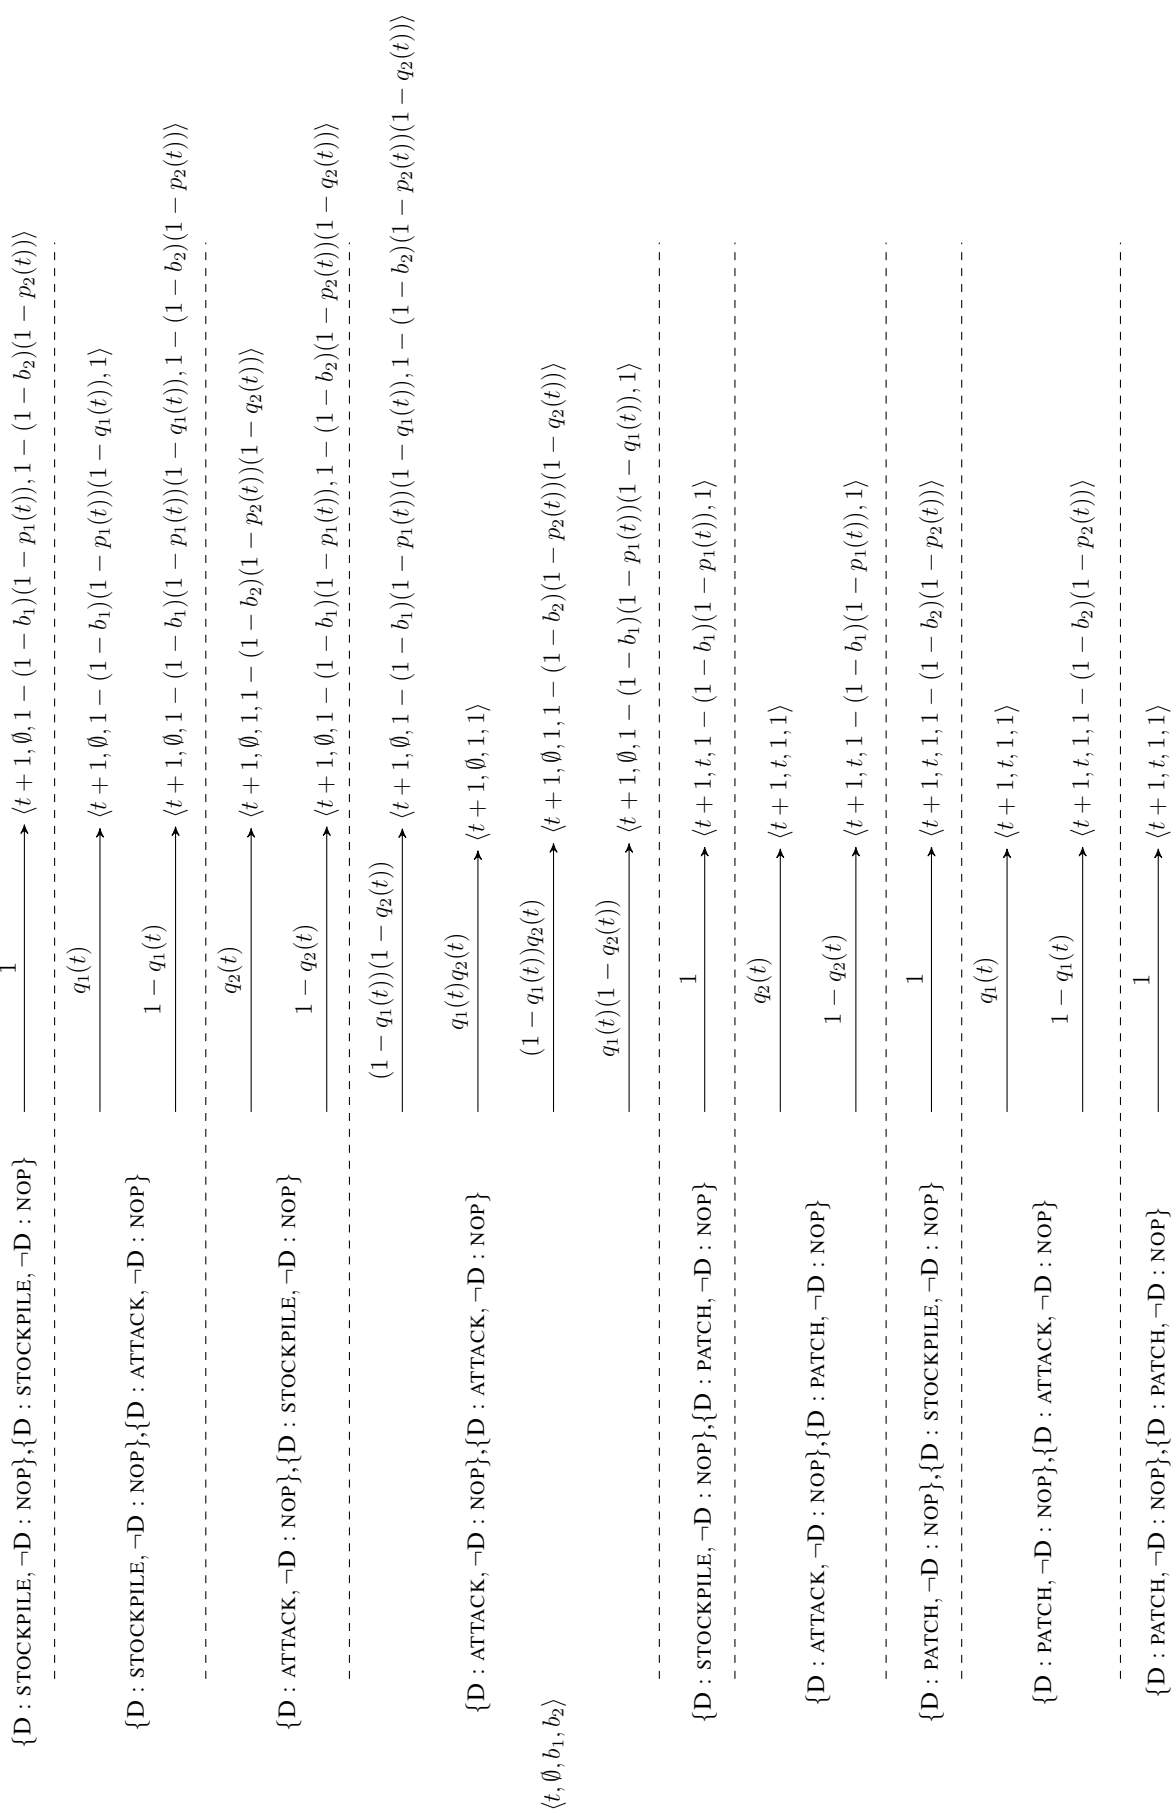 ⟨t, ∅, b₁, b₂⟩
{D : STOCKPILE, ¬D : NOP},{D : STOCKPILE, ¬D : NOP}
1
⟨t + 1, ∅, 1 − (1 − b₁)(1 − p₁(t)), 1 − (1 − b₂)(1 − p₂(t))⟩
{D : STOCKPILE, ¬D : NOP},{D : ATTACK, ¬D : NOP}
q₁(t)
⟨t + 1, ∅, 1 − (1 − b₁)(1 − p₁(t))(1 − q₁(t)), 1⟩
1 − q₁(t)
⟨t + 1, ∅, 1 − (1 − b₁)(1 − p₁(t))(1 − q₁(t)), 1 − (1 − b₂)(1 − p₂(t))⟩
{D : ATTACK, ¬D : NOP},{D : STOCKPILE, ¬D : NOP}
q₂(t)
⟨t + 1, ∅, 1, 1 − (1 − b₂)(1 − p₂(t))(1 − q₂(t))⟩
1 − q₂(t)
⟨t + 1, ∅, 1 − (1 − b₁)(1 − p₁(t)), 1 − (1 − b₂)(1 − p₂(t))(1 − q₂(t))⟩
{D : ATTACK, ¬D : NOP},{D : ATTACK, ¬D : NOP}
(1 − q₁(t))(1 − q₂(t))
⟨t + 1, ∅, 1 − (1 − b₁)(1 − p₁(t))(1 − q₁(t)), 1 − (1 − b₂)(1 − p₂(t))(1 − q₂(t))⟩
q₁(t)q₂(t)
⟨t + 1, ∅, 1, 1⟩
(1 − q₁(t))q₂(t)
⟨t + 1, ∅, 1, 1 − (1 − b₂)(1 − p₂(t))(1 − q₂(t))⟩
q₁(t)(1 − q₂(t))
⟨t + 1, ∅, 1 − (1 − b₁)(1 − p₁(t))(1 − q₁(t)), 1⟩
{D : STOCKPILE, ¬D : NOP},{D : PATCH, ¬D : NOP}
1
⟨t + 1, t, 1 − (1 − b₁)(1 − p₁(t)), 1⟩
{D : ATTACK, ¬D : NOP},{D : PATCH, ¬D : NOP}
q₂(t)
⟨t + 1, t, 1, 1⟩
1 − q₂(t)
⟨t + 1, t, 1 − (1 − b₁)(1 − p₁(t)), 1⟩
{D : PATCH, ¬D : NOP},{D : STOCKPILE, ¬D : NOP}
1
⟨t + 1, t, 1, 1 − (1 − b₂)(1 − p₂(t))⟩
{D : PATCH, ¬D : NOP},{D : ATTACK, ¬D : NOP}
q₁(t)
⟨t + 1, t, 1, 1⟩
1 − q₁(t)
⟨t + 1, t, 1, 1 − (1 − b₂)(1 − p₂(t))⟩
{D : PATCH, ¬D : NOP},{D : PATCH, ¬D : NOP}
1
⟨t + 1, t, 1, 1⟩